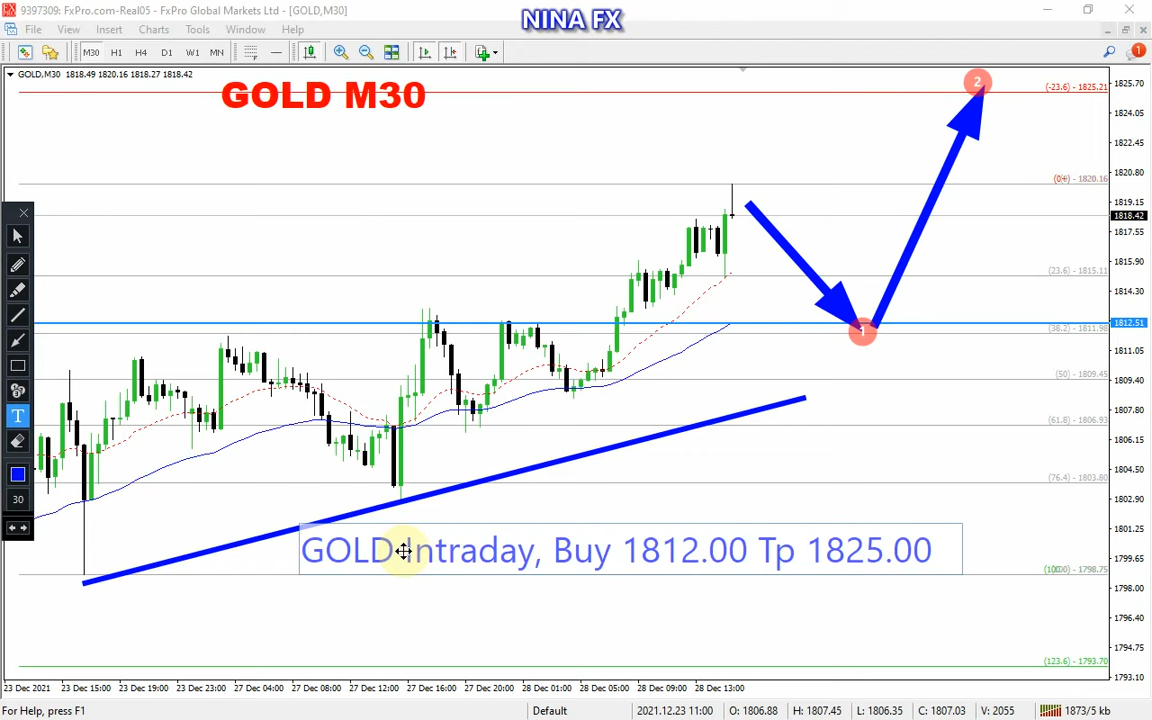 9397309: FxPro.com-Real05 - FxPro Global Markets Ltd - [GOLD,M30]
NINA FX
File View Insert Charts Tools Window Help
M30 H1 H4 D1 W1 MN
1
GOLD,M30 1818.49 1820.16 1818.27 1818.42
GOLD M30
2
(-23.6) - 1825.21
1825.70
1824.05
1822.45
1820.80
1820.16
1819.15
1818.42
1817.55
1815.90
(23.6) - 1815.11
1814.30
1812.51
1
(38.2) - 1811.98
1811.05
(50) - 1809.45
1809.40
1807.80
(61.8) - 1806.93
1806.15
1804.50
(76.4) - 1803.80
1802.90
1801.25
GOLD Intraday, Buy 1812.00 Tp 1825.00
1799.65
1798.75
1798.00
1796.40
1794.75
(123.6) - 1793.70
1793.10
T
30
23 Dec 2021 23 Dec 15:00 23 Dec 19:00 23 Dec 23:00 27 Dec 04:00 27 Dec 08:00 27 Dec 12:00 27 Dec 16:00 27 Dec 20:00 28 Dec 01:00 28 Dec 05:00 28 Dec 09:00 28 Dec 13:00
For Help, press F1 Default 2021.12.23 11:00 O: 1806.88 H: 1807.45 L: 1806.35 C: 1807.03 V: 2055 1873/5 kb